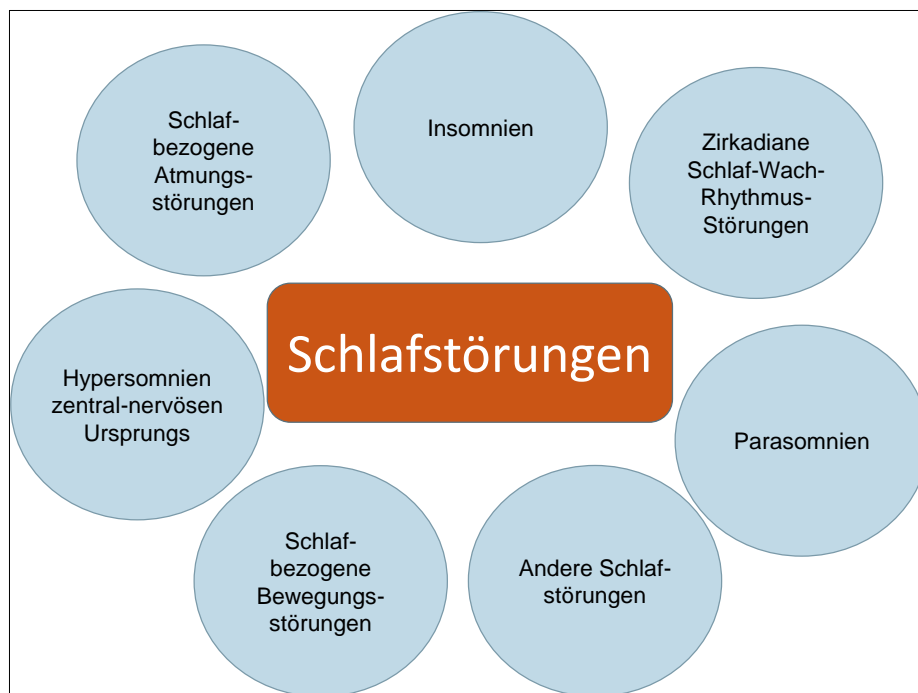 Schlaf-
bezogene
Atmungs-
störungen
Insomnien
Zirkadiane
Schlaf-Wach-
Rhythmus-
Störungen
Schlafstörungen
Hypersomnien
zentral-nervösen
Ursprungs
Parasomnien
Schlaf-
bezogene
Bewegungs-
störungen
Andere Schlaf-
störungen